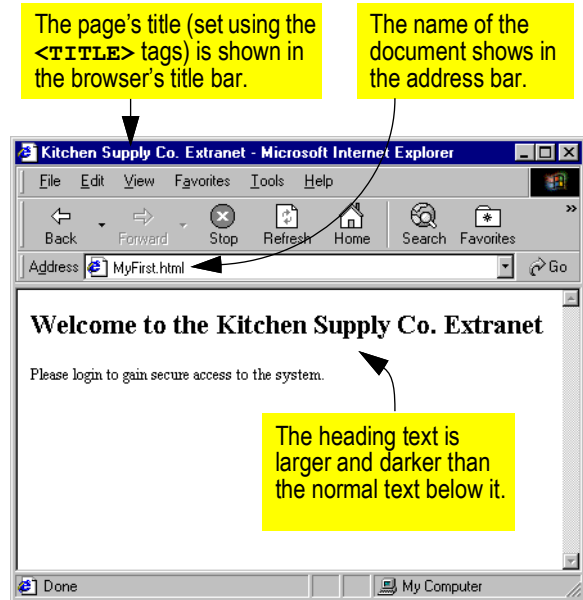 The page's title (set using the
<TITLE> tags) is shown in
the browser's title bar.
The name of the
document shows in
the address bar.
Kitchen Supply Co. Extranet - Microsoft Internet Explorer
File Edit View Favorites Tools Help
Back Forward Stop Refresh Home Search Favorites »
Address MyFirst.html Go
Welcome to the Kitchen Supply Co. Extranet
Please login to gain secure access to the system.
The heading text is
larger and darker than
the normal text below it.
Done My Computer